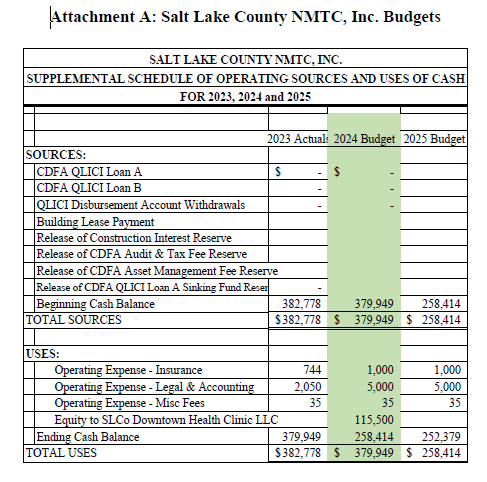 Attachment A: Salt Lake County NMTC, Inc. Budgets
SALT LAKE COUNTY NMTC, INC.
SUPPLEMENTAL SCHEDULE OF OPERATING SOURCES AND USES OF CASH
FOR 2023, 2024 and 2025
2023 Actual 2024 Budget 2025 Budget
SOURCES:
CDFA QLICI Loan A $ - $ -
CDFA QLICI Loan B - -
QLICI Disbursement Account Withdrawals - -
Building Lease Payment
Release of Construction Interest Reserve
Release of CDFA Audit & Tax Fee Reserve
Release of CDFA Asset Management Fee Reserve
Release of CDFA QLICI Loan A Sinking Fund Reser -
Beginning Cash Balance 382,778 379,949 258,414
TOTAL SOURCES $382,778 $ 379,949 $ 258,414
USES:
Operating Expense - Insurance 744 1,000 1,000
Operating Expense - Legal & Accounting 2,050 5,000 5,000
Operating Expense - Misc Fees 35 35 35
Equity to SLCo Downtown Health Clinic LLC 115,500
Ending Cash Balance 379,949 258,414 252,379
TOTAL USES $382,778 $ 379,949 $ 258,414